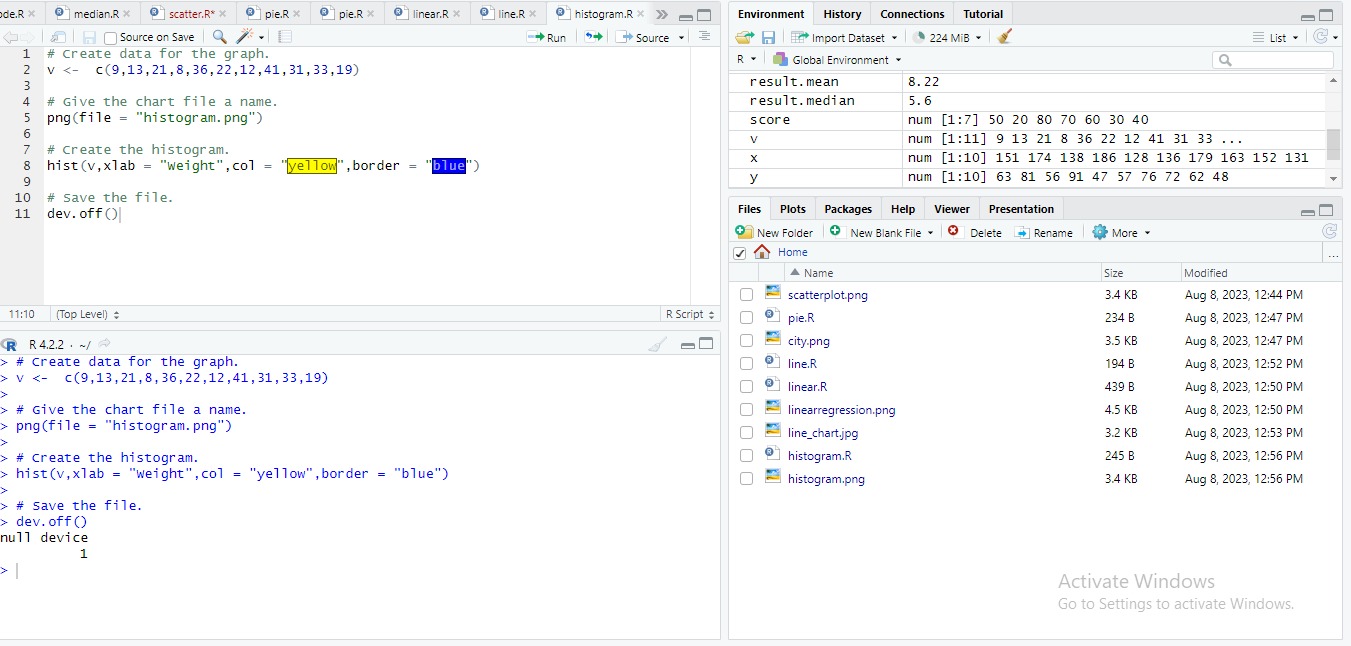 ode.R × median.R × scatter.R* × pie.R × pie.R × linear.R × line.R × histogram.R ×
Source on Save Run Source
1 # Create data for the graph.
2 v <-  c(9,13,21,8,36,22,12,41,31,33,19)
3
4 # Give the chart file a name.
5 png(file = "histogram.png")
6
7 # Create the histogram.
8 hist(v,xlab = "Weight",col = "yellow",border = "blue")
9
10 # Save the file.
11 dev.off()
11:10 (Top Level) R Script
R R 4.2.2 · ~/
> # Create data for the graph.
> v <-  c(9,13,21,8,36,22,12,41,31,33,19)
>
> # Give the chart file a name.
> png(file = "histogram.png")
>
> # Create the histogram.
> hist(v,xlab = "Weight",col = "yellow",border = "blue")
>
> # Save the file.
> dev.off()
null device
1
>
Environment History Connections Tutorial
Import Dataset 224 MiB List
R Global Environment
result.mean 8.22
result.median 5.6
score num [1:7] 50 20 80 70 60 30 40
v num [1:11] 9 13 21 8 36 22 12 41 31 33 ...
x num [1:10] 151 174 138 186 128 136 179 163 152 131
y num [1:10] 63 81 56 91 47 57 76 72 62 48
Files Plots Packages Help Viewer Presentation
New Folder New Blank File Delete Rename More
Home ...
Name Size Modified
scatterplot.png 3.4 KB Aug 8, 2023, 12:44 PM
pie.R 234 B Aug 8, 2023, 12:47 PM
city.png 3.5 KB Aug 8, 2023, 12:47 PM
line.R 194 B Aug 8, 2023, 12:52 PM
linear.R 439 B Aug 8, 2023, 12:50 PM
linearregression.png 4.5 KB Aug 8, 2023, 12:50 PM
line_chart.jpg 3.2 KB Aug 8, 2023, 12:53 PM
histogram.R 245 B Aug 8, 2023, 12:56 PM
histogram.png 3.4 KB Aug 8, 2023, 12:56 PM
Activate Windows
Go to Settings to activate Windows.